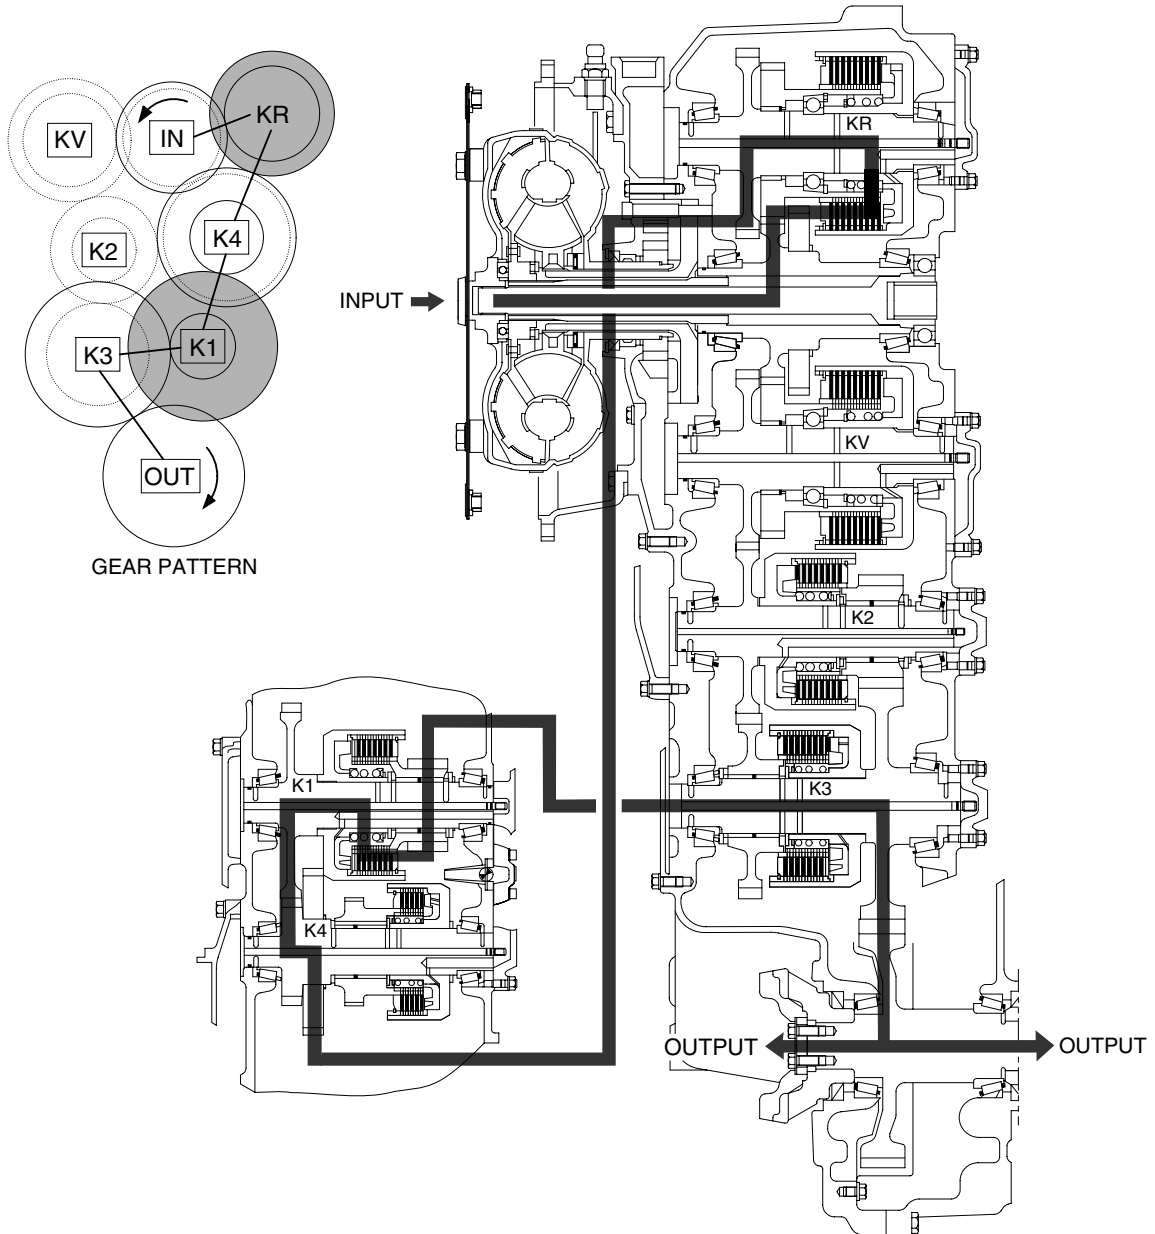 KV
IN
KR
K4
K2
K1
K3
OUT
GEAR PATTERN
INPUT
KR
KV
K2
K3
K1
K4
OUTPUT
OUTPUT